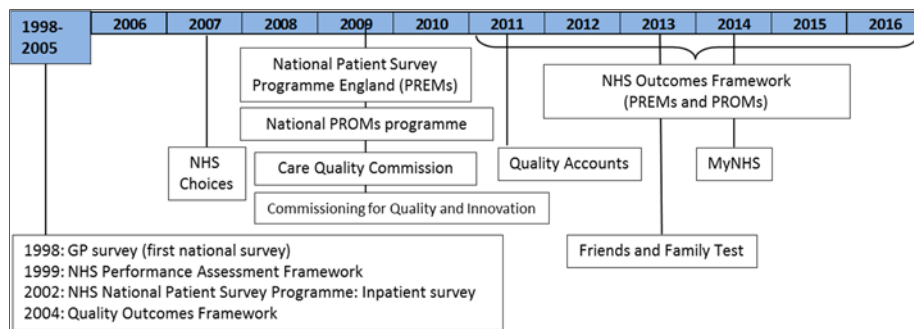 1998-
2005
2006
2007
2008
2009
2010
2011
2012
2013
2014
2015
2016
National Patient Survey
Programme England (PREMs)
NHS Outcomes Framework
(PREMs and PROMs)
National PROMs programme
NHS
Choices
Care Quality Commission
Quality Accounts
MyNHS
Commissioning for Quality and Innovation
Friends and Family Test
1998: GP survey (first national survey)
1999: NHS Performance Assessment Framework
2002: NHS National Patient Survey Programme: Inpatient survey
2004: Quality Outcomes Framework